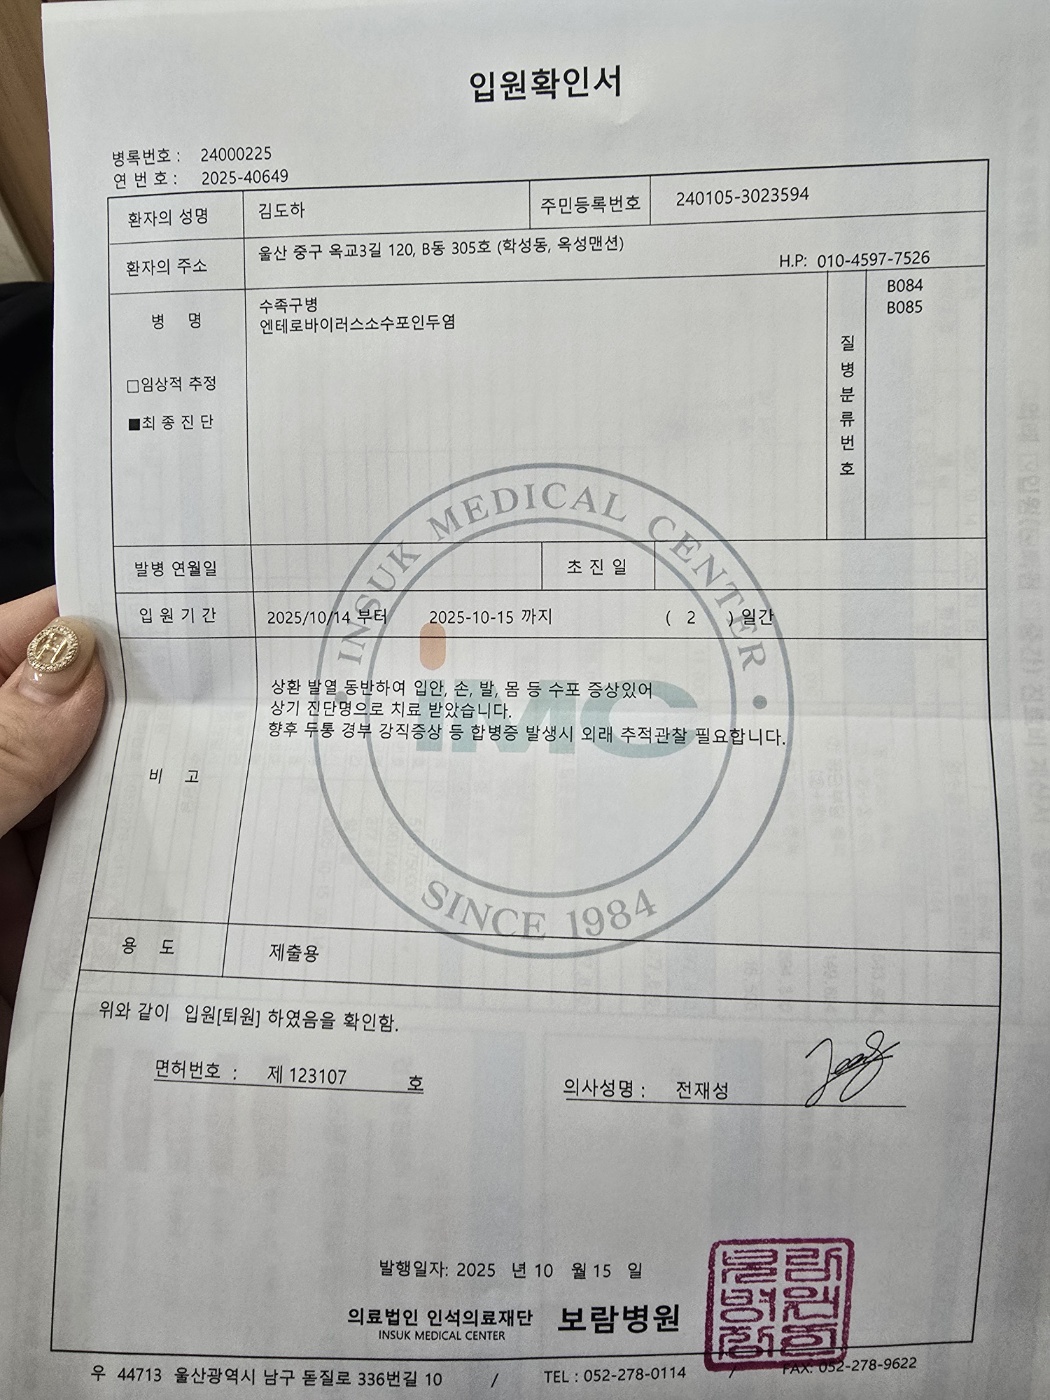 입원확인서
병록번호 : 24000225
연 번 호 : 2025-40649
환자의 성명 김도하 주민등록번호 240105-3023594
환자의 주소 울산 중구 옥교3길 120, B동 305호 (학성동, 옥성맨션)
H.P: 010-4597-7526
병 명 수족구병 B084
엔테로바이러스소수포인두염 B085
질병분류번호
□임상적 추정
■최 종 진 단
발병 연월일 초 진 일
입 원 기 간 2025/10/14 부터 2025-10-15 까지 ( 2 ) 일간
비 고
상환 발열 동반하여 입안, 손, 발, 몸 등 수포 증상있어
상기 진단명으로 치료 받았습니다.
향후 두통 경부 강직증상 등 합병증 발생시 외래 추적관찰 필요합니다.
INSUK MEDICAL CENTER
iMC
SINCE 1984
용 도 제출용
위와 같이 입원[퇴원] 하였음을 확인함.
면허번호 : 제 123107 호
의사성명 : 전재성
발행일자: 2025 년 10 월 15 일
의료법인 인석의료재단 보람병원
INSUK MEDICAL CENTER
보람병원장
우 44713 울산광역시 남구 돋질로 336번길 10 / TEL : 052-278-0114 / FAX: 052-278-9622
H